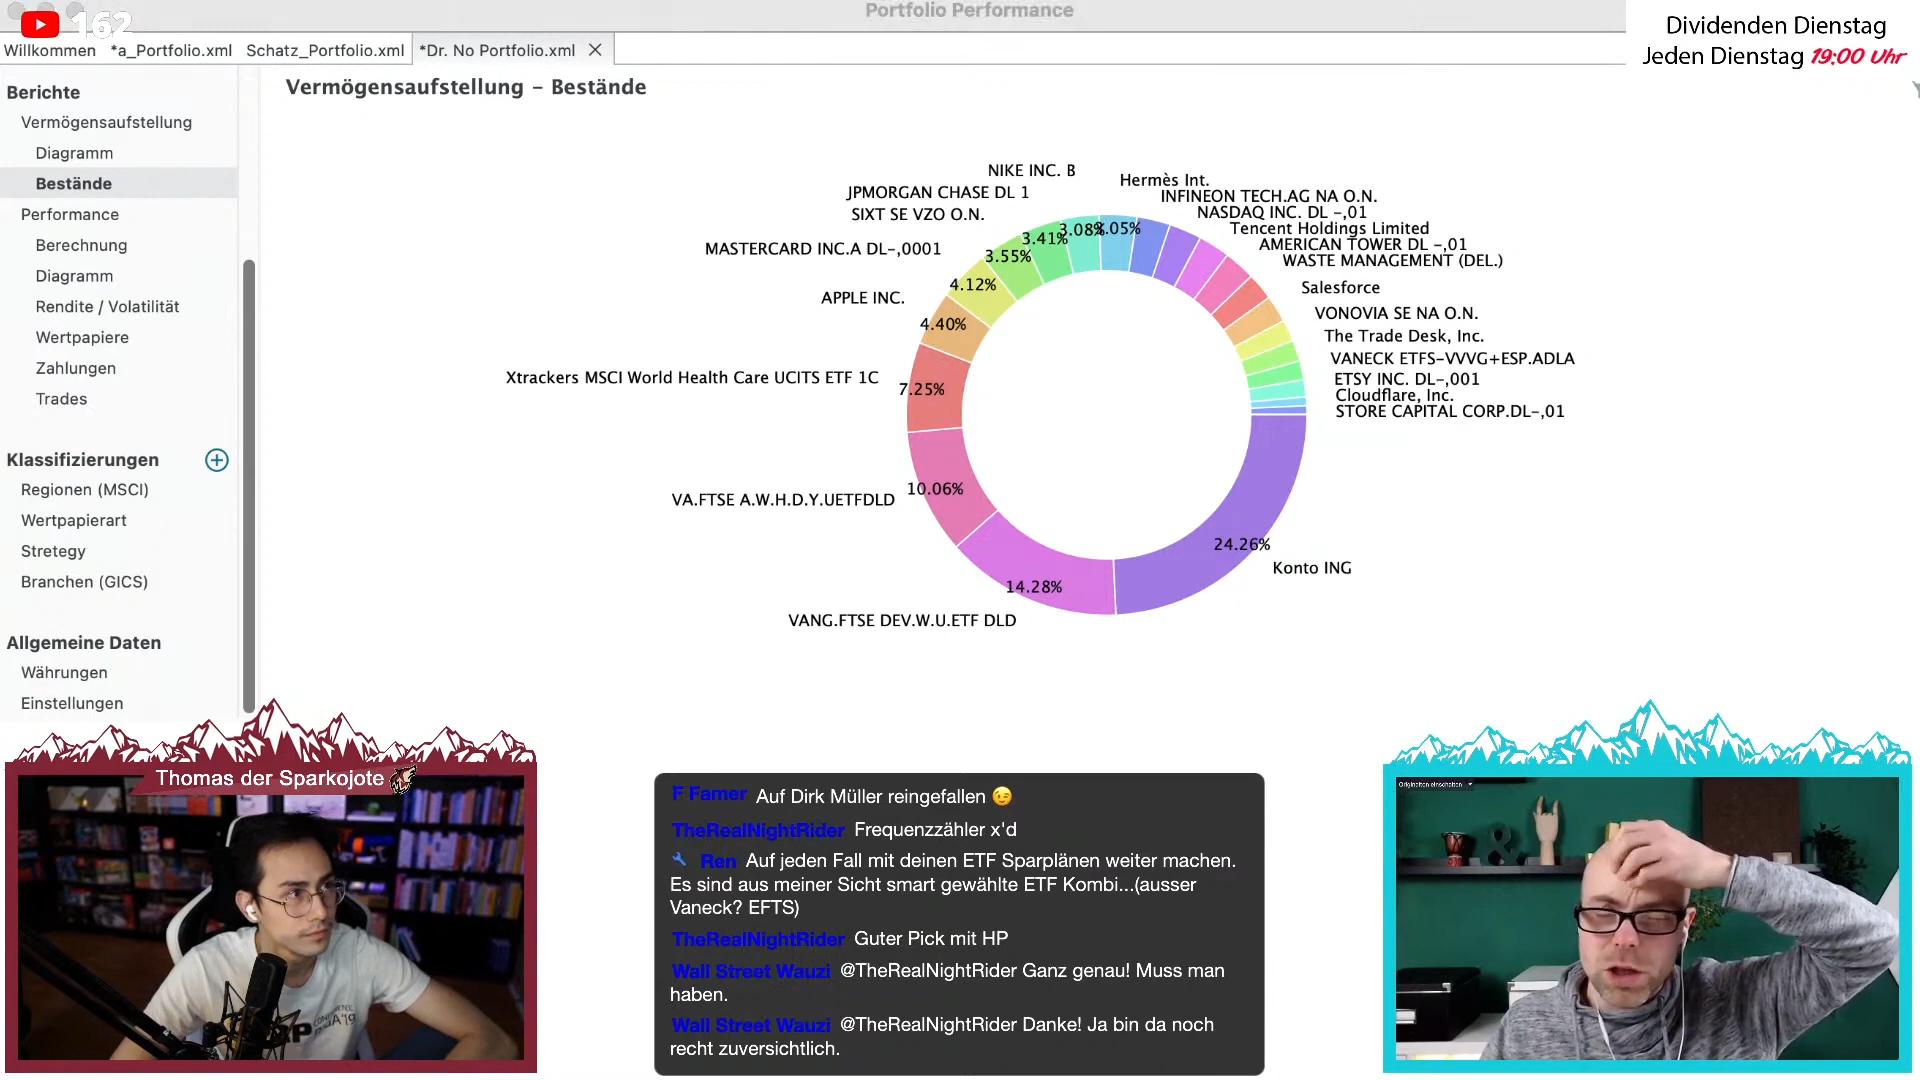 Portfolio Performance
162
Dividenden Dienstag
Jeden Dienstag 19:00 Uhr
Willkommen
*a_Portfolio.xml
Schatz_Portfolio.xml
*Dr. No Portfolio.xml
Berichte
Vermögensaufstellung
Diagramm
Bestände
Performance
Berechnung
Diagramm
Rendite / Volatilität
Wertpapiere
Zahlungen
Trades
Klassifizierungen
Regionen (MSCI)
Wertpapierart
Stretegy
Branchen (GICS)
Allgemeine Daten
Währungen
Einstellungen
Vermögensaufstellung – Bestände
NIKE INC. B
JPMORGAN CHASE DL 1
SIXT SE VZO O.N.
MASTERCARD INC.A DL-,0001
APPLE INC.
Xtrackers MSCI World Health Care UCITS ETF 1C
VA.FTSE A.W.H.D.Y.UETFDLD
VANG.FTSE DEV.W.U.ETF DLD
Hermès Int.
INFINEON TECH.AG NA O.N.
NASDAQ INC. DL -,01
Tencent Holdings Limited
AMERICAN TOWER DL -,01
WASTE MANAGEMENT (DEL.)
Salesforce
VONOVIA SE NA O.N.
The Trade Desk, Inc.
VANECK ETFS-VVVG+ESP.ADLA
ETSY INC. DL-,001
Cloudflare, Inc.
STORE CAPITAL CORP.DL-,01
Konto ING
3.05%
3.08%
3.41%
3.55%
4.12%
4.40%
7.25%
10.06%
14.28%
24.26%
Thomas der Sparkojote
F Famer Auf Dirk Müller reingefallen 😉
TheRealNightRider Frequenzzähler x'd
Ren Auf jeden Fall mit deinen ETF Sparplänen weiter machen.
Es sind aus meiner Sicht smart gewählte ETF Kombi...(ausser
Vaneck? EFTS)
TheRealNightRider Guter Pick mit HP
Wall Street Wauzi @TheRealNightRider Ganz genau! Muss man
haben.
Wall Street Wauzi @TheRealNightRider Danke! Ja bin da noch
recht zuversichtlich.
Originalton einschalten